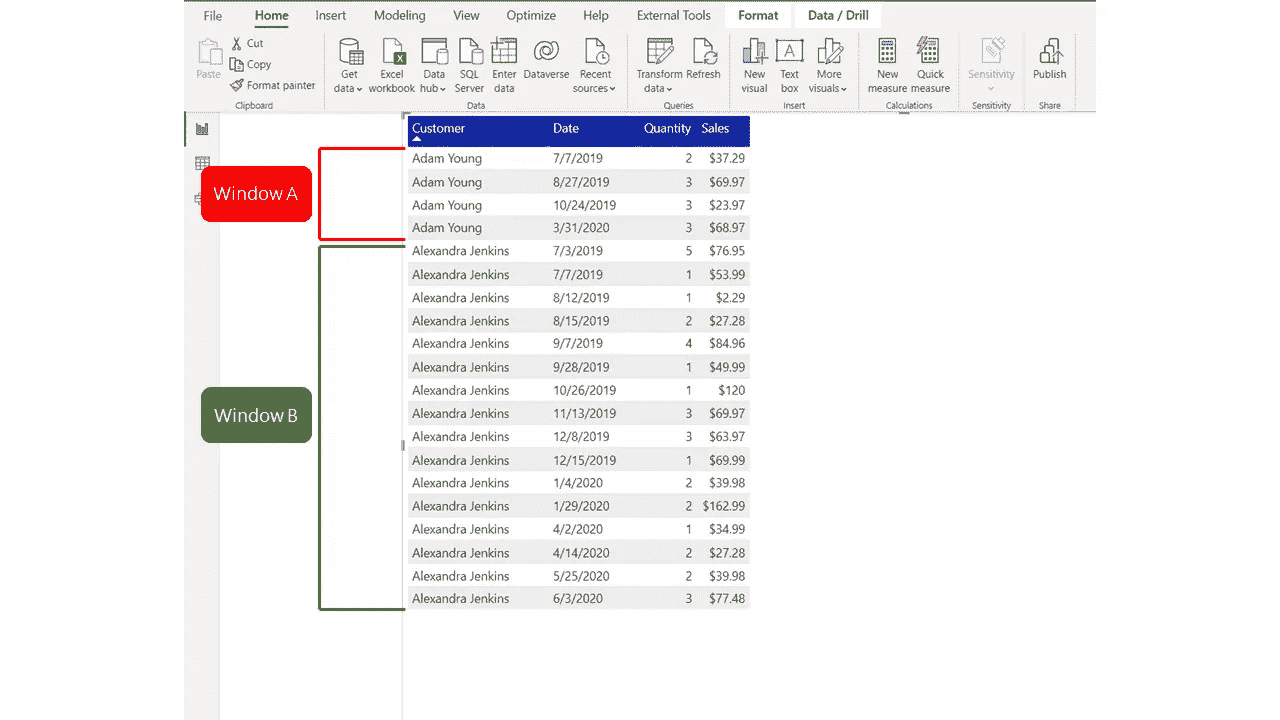 File Home Insert Modeling View Optimize Help External Tools Format Data / Drill
Paste
Cut
Copy
Format painter
Clipboard
Get data
Excel workbook
Data hub
SQL Server
Enter data
Dataverse
Recent sources
Data
Transform data
Refresh
Queries
New visual
Text box
More visuals
Insert
New measure
Quick measure
Calculations
Sensitivity
Sensitivity
Publish
Share
Window A
Window B
Customer Date Quantity Sales
Adam Young 7/7/2019 2 $37.29
Adam Young 8/27/2019 3 $69.97
Adam Young 10/24/2019 3 $23.97
Adam Young 3/31/2020 3 $68.97
Alexandra Jenkins 7/3/2019 5 $76.95
Alexandra Jenkins 7/7/2019 1 $53.99
Alexandra Jenkins 8/12/2019 1 $2.29
Alexandra Jenkins 8/15/2019 2 $27.28
Alexandra Jenkins 9/7/2019 4 $84.96
Alexandra Jenkins 9/28/2019 1 $49.99
Alexandra Jenkins 10/26/2019 1 $120
Alexandra Jenkins 11/13/2019 3 $69.97
Alexandra Jenkins 12/8/2019 3 $63.97
Alexandra Jenkins 12/15/2019 1 $69.99
Alexandra Jenkins 1/4/2020 2 $39.98
Alexandra Jenkins 1/29/2020 2 $162.99
Alexandra Jenkins 4/2/2020 1 $34.99
Alexandra Jenkins 4/14/2020 2 $27.28
Alexandra Jenkins 5/25/2020 2 $39.98
Alexandra Jenkins 6/3/2020 3 $77.48